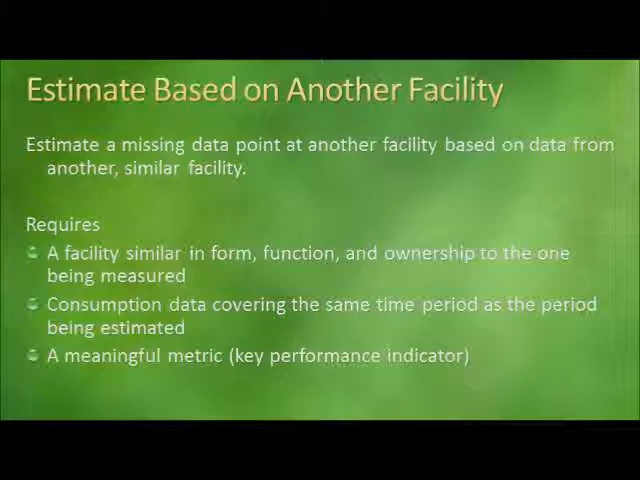 Estimate Based on Another Facility
Estimate a missing data point at another facility based on data from
another, similar facility.
Requires
A facility similar in form, function, and ownership to the one
being measured
Consumption data covering the same time period as the period
being estimated
A meaningful metric (key performance indicator)